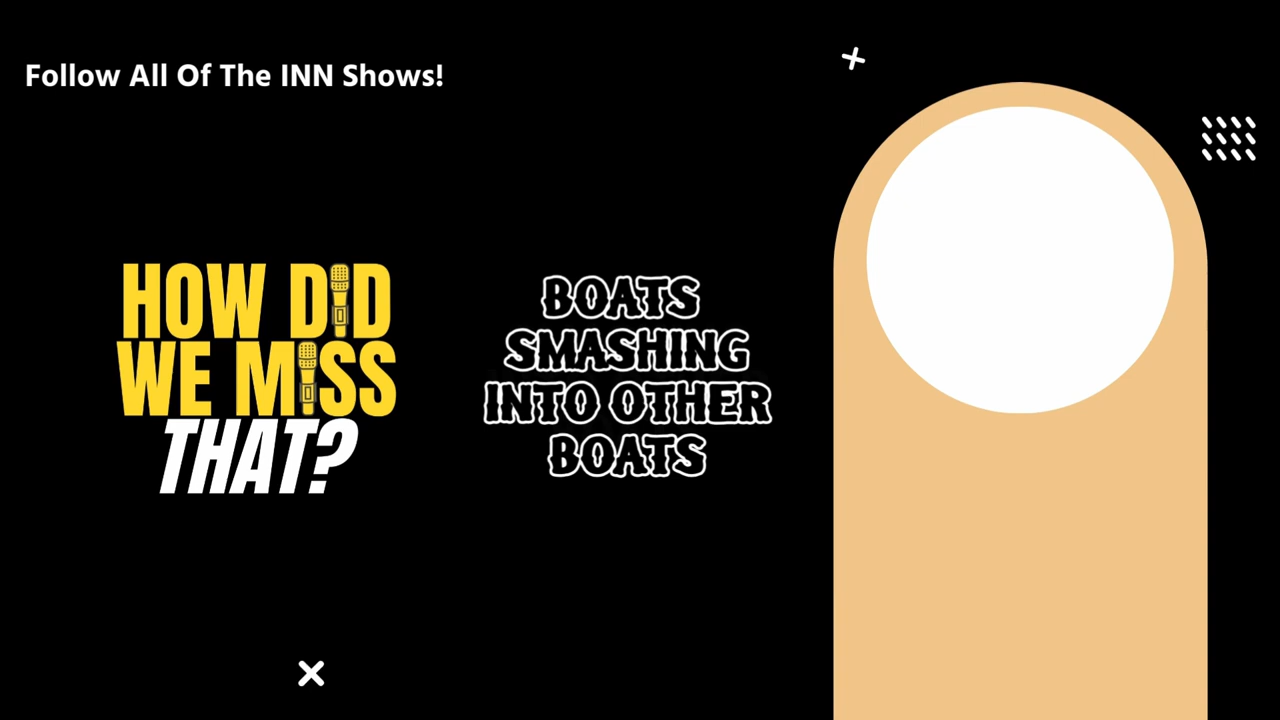 Follow All Of The INN Shows!
HOW DID
WE MISS
THAT?
BOATS
SMASHING
INTO OTHER
BOATS